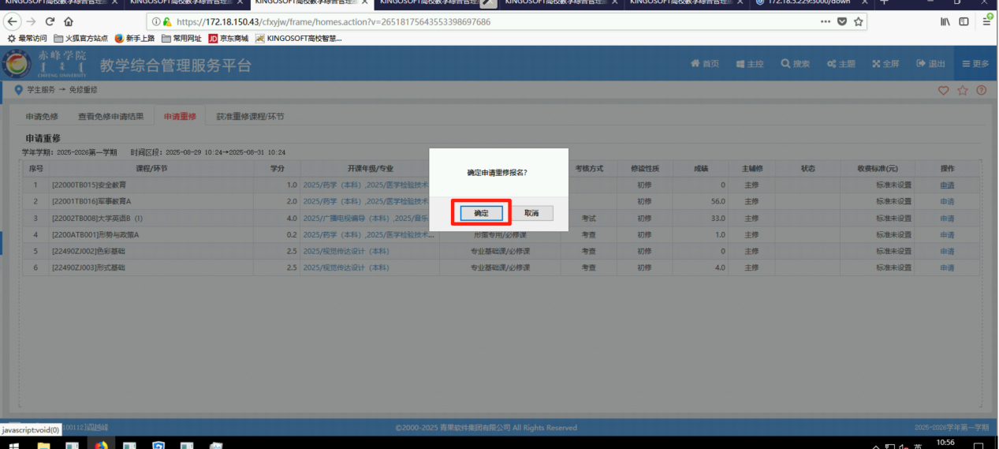 KINGOSOFT高校教学综合管理 KINGOSOFT高校教学综合管理 KINGOSOFT高校教学综合管理 KINGOSOFT高校教学综合管理 KINGOSOFT高校教学综合管理 KINGOSOFT高校教学综合管理 172.18.5.229:3000/d6wH
https://172.18.150.43/cfxyjw/frame/homes.action?v=26518175643553398697686
最常访问 火狐官方站点 新手上路 常用网址 JD 京东商城 KINGOSOFT高校智慧...
赤峰学院 教学综合管理服务平台 首页 主控 搜索 主题 全屏 退出 更多
CHIFENG UNIVERSITY
学生服务 → 免修重修
申请免修 查看免修申请结果 申请重修 获准重修课程/环节
申请重修
学年学期：2025-2026第一学期 时间区段：2025-08-29 10:24→2025-08-31 10:24
序号 课程/环节 学分 开课年级/专业 考核方式 修读性质 成绩 主辅修 状态 收费标准(元) 操作
确定申请重修报名?
1 [22000TB015]安全教育 1.0 2025/药学（本科）,2025/医学检验技术 初修 0 主修 标准未设置 申请
2 [22001TB016]军事教育A 2.0 2025/药学（本科）,2025/医学检验技术 初修 56.0 主修 标准未设置 申请
确定 取消
3 [22002TB008]大学英语B（I） 4.0 2025/广播电视编导（本科）,2025/音乐 考试 初修 33.0 主修 标准未设置 申请
4 [2200ATB001]形势与政策A 0.2 2025/药学（本科）,2025/医学检验技术... 形策专用/必修课 考查 初修 1.0 主修 标准未设置 申请
5 [22490ZJ002]色彩基础 2.5 2025/视觉传达设计（本科） 专业基础课/必修课 考查 初修 0 主修 标准未设置 申请
6 [22490ZJ003]形式基础 2.5 2025/视觉传达设计（本科） 专业基础课/必修课 考查 初修 4.0 主修 标准未设置 申请
javascript:void(0) ©2000-2025 青果软件集团有限公司 All Rights Reserved 2025-2026学年第一学期
英 10:56